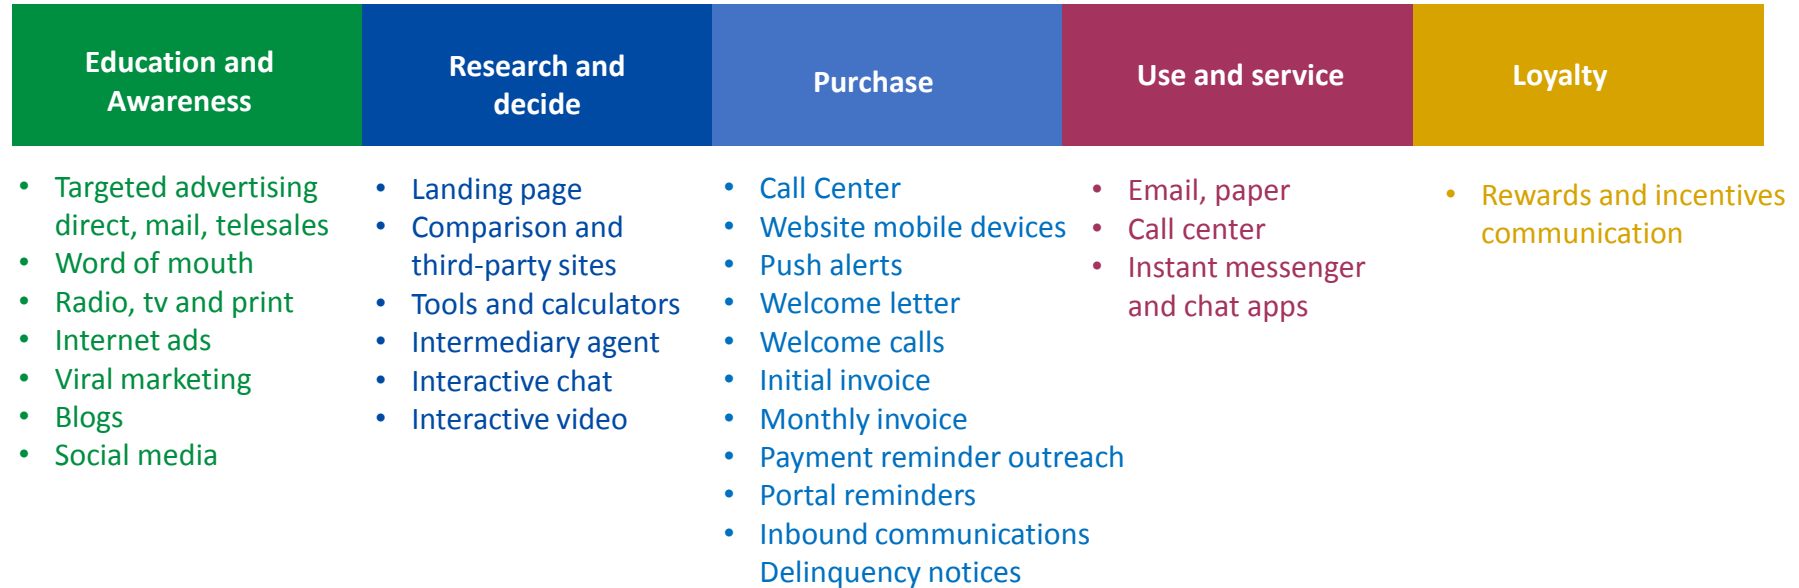 Education and
Awareness
Research and
decide
Purchase
Use and service
Loyalty
• Targeted advertising
direct, mail, telesales
• Word of mouth
• Radio, tv and print
• Internet ads
• Viral marketing
• Blogs
• Social media
• Landing page
• Comparison and
third-party sites
• Tools and calculators
• Intermediary agent
• Interactive chat
• Interactive video
• Call Center
• Website mobile devices
• Push alerts
• Welcome letter
• Welcome calls
• Initial invoice
• Monthly invoice
• Payment reminder outreach
• Portal reminders
• Inbound communications
Delinquency notices
• Email, paper
• Call center
• Instant messenger
and chat apps
• Rewards and incentives
communication